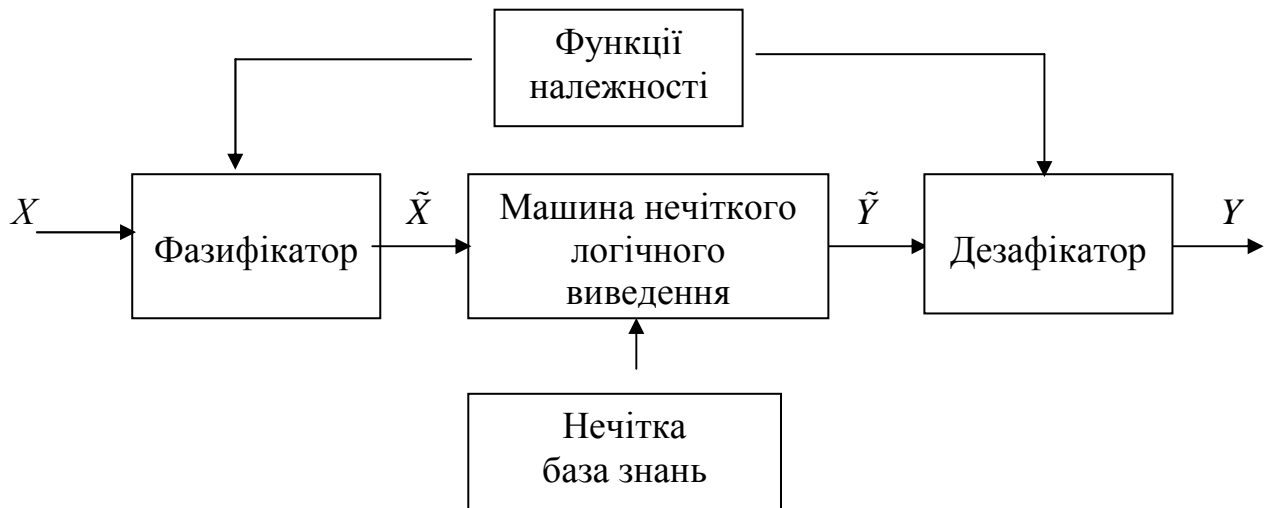 Функції
належності
X
Фазифікатор
X̃
Машина нечіткого
логічного
виведення
Ỹ
Дезафікатор
Y
Нечітка
база знань